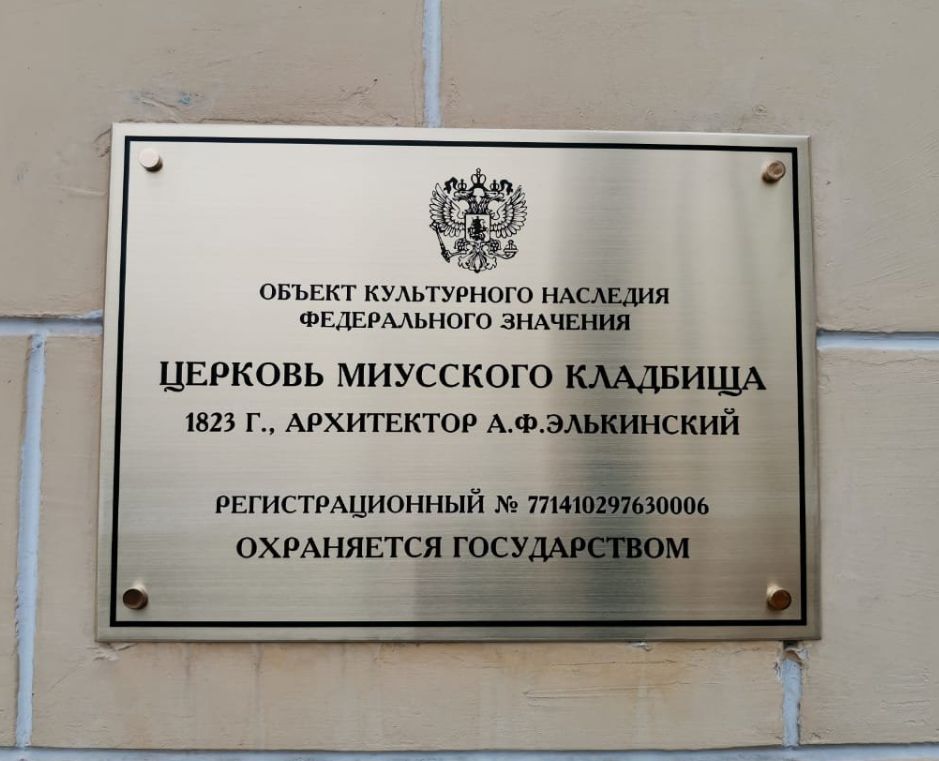 ОБЪЕКТ КУЛЬТУРНОГО НАСЛЕДИЯ
ФЕДЕРАЛЬНОГО ЗНАЧЕНИЯ
ЦЕРКОВЬ МИУССКОГО КЛАДБИЩА
1823 Г., АРХИТЕКТОР А.Ф.ЭЛЬКИНСКИЙ
РЕГИСТРАЦИОННЫЙ № 771410297630006
ОХРАНЯЕТСЯ ГОСУДАРСТВОМ